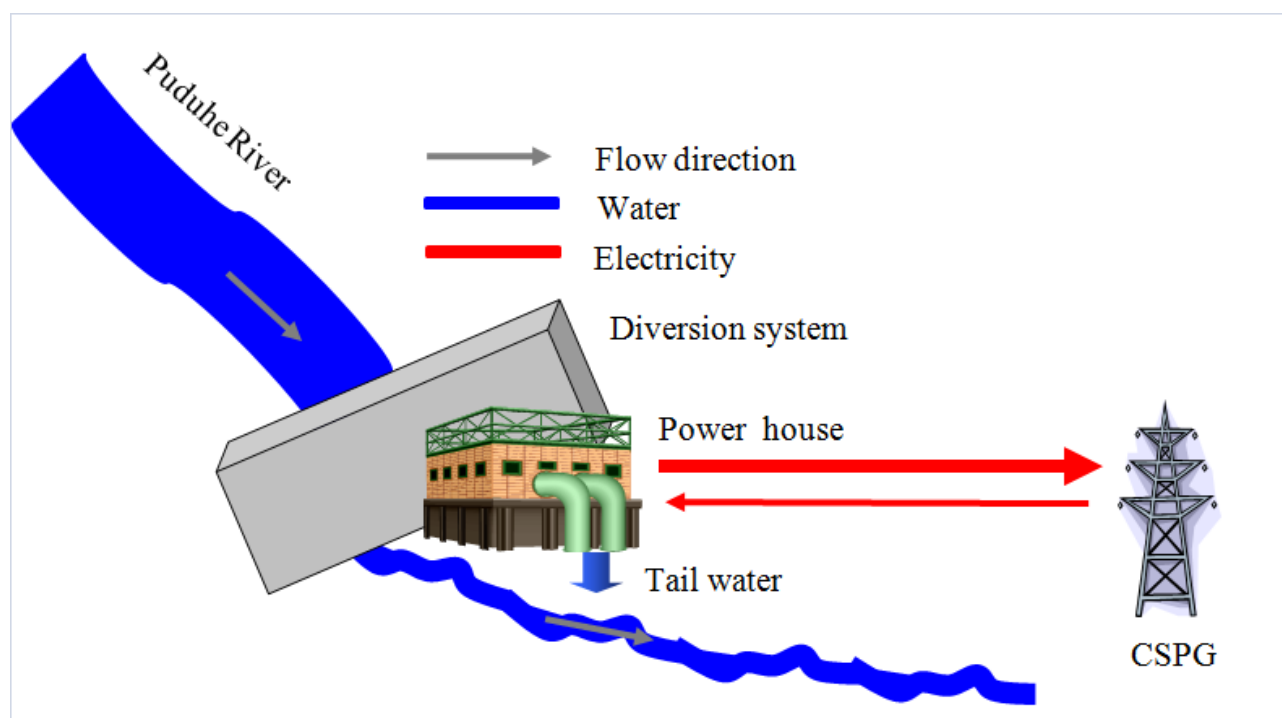 Puduhe River
Flow direction
Water
Electricity
Diversion system
Power house
Tail water
CSPG